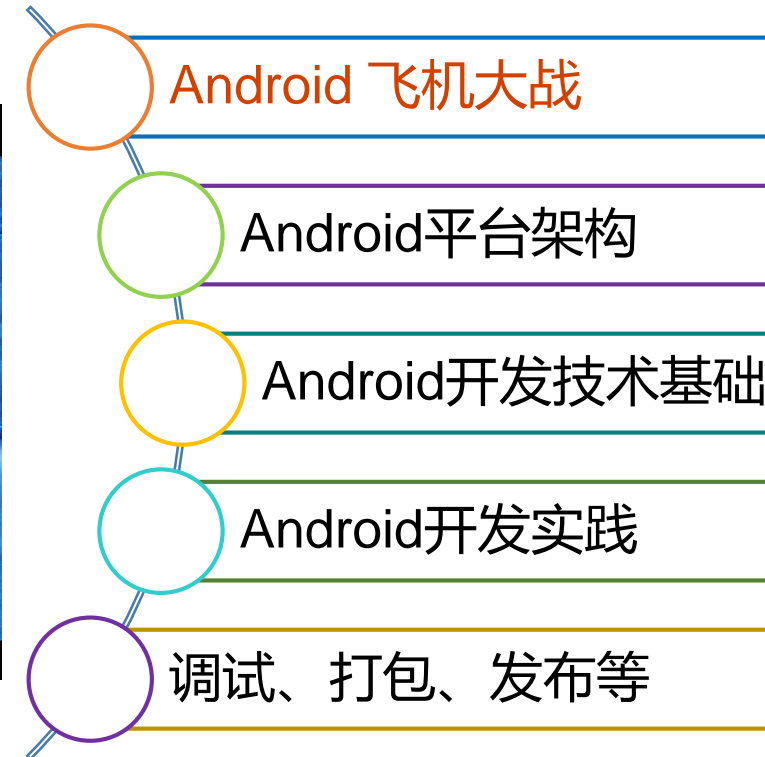 Android 飞机大战
Android平台架构
Android开发技术基础
Android开发实践
调试、打包、发布等